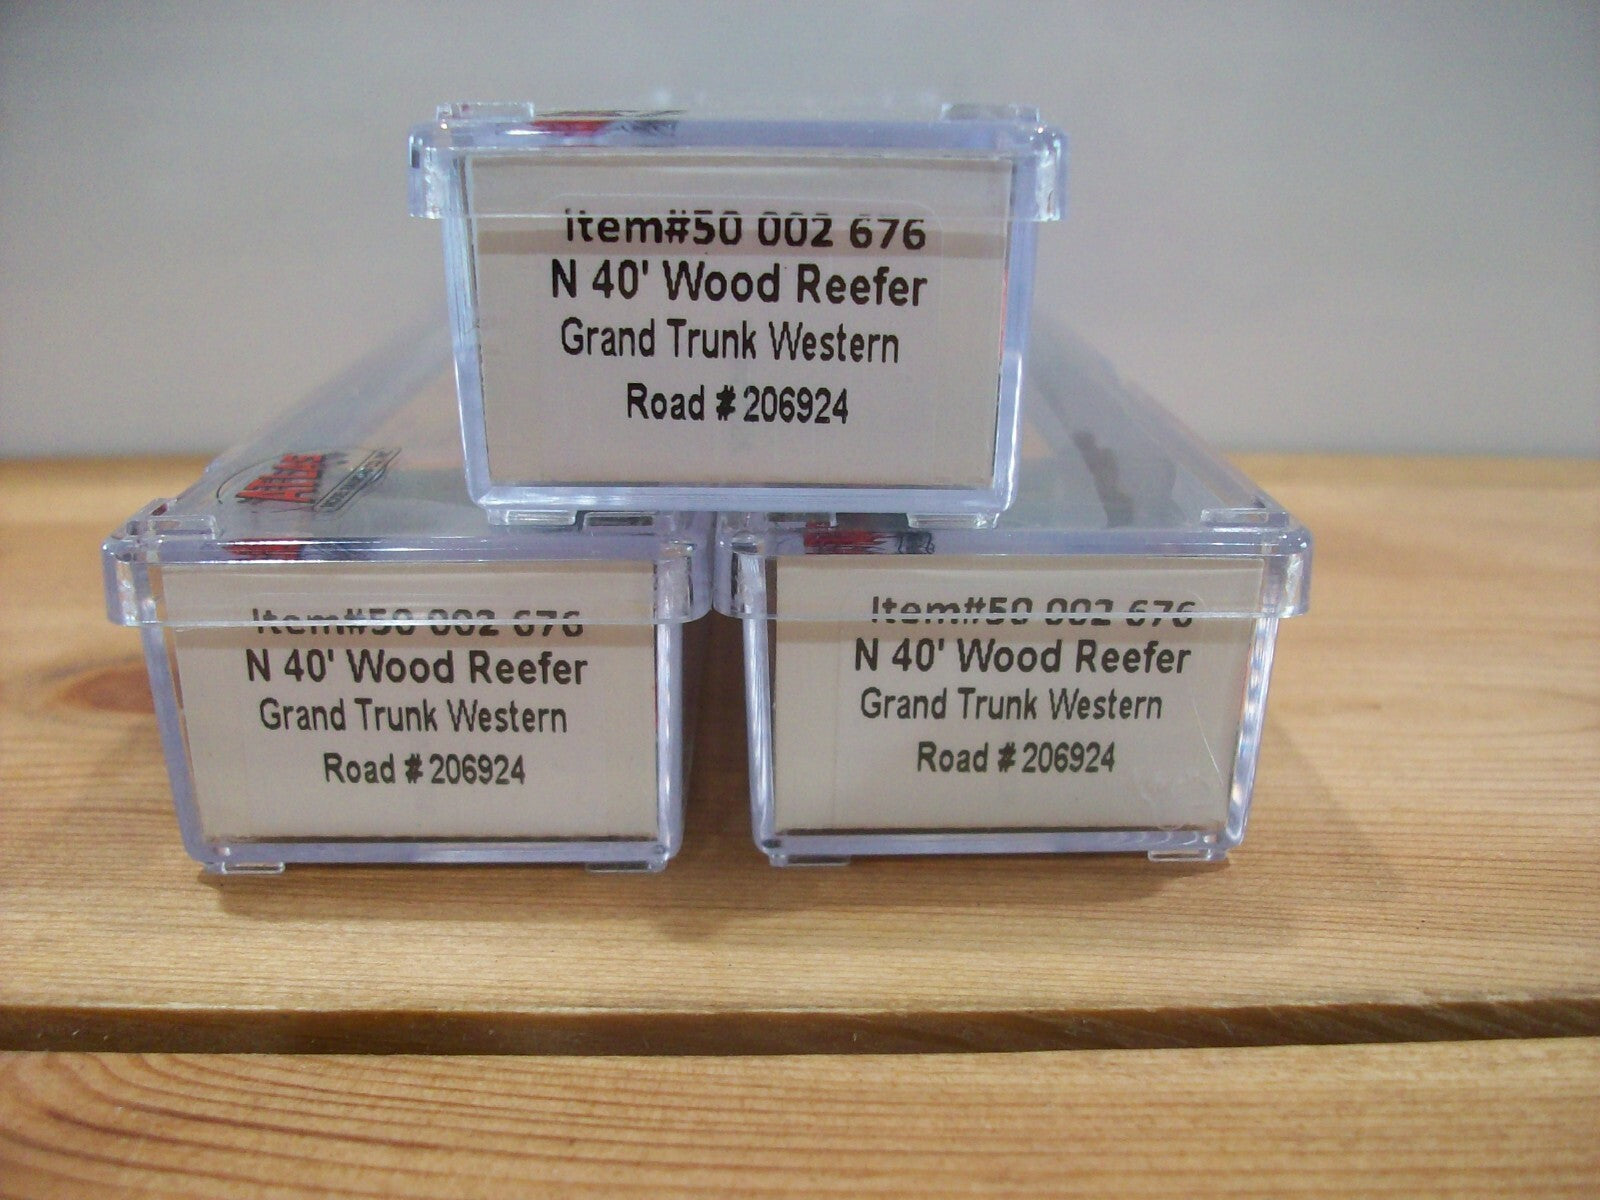 Item#50 002 676
N 40' Wood Reefer
Grand Trunk Western
Road # 206924
ATLAS
Item#50 002 676
N 40' Wood Reefer
Grand Trunk Western
Road # 206924
Item#50 002 676
N 40' Wood Reefer
Grand Trunk Western
Road # 206924